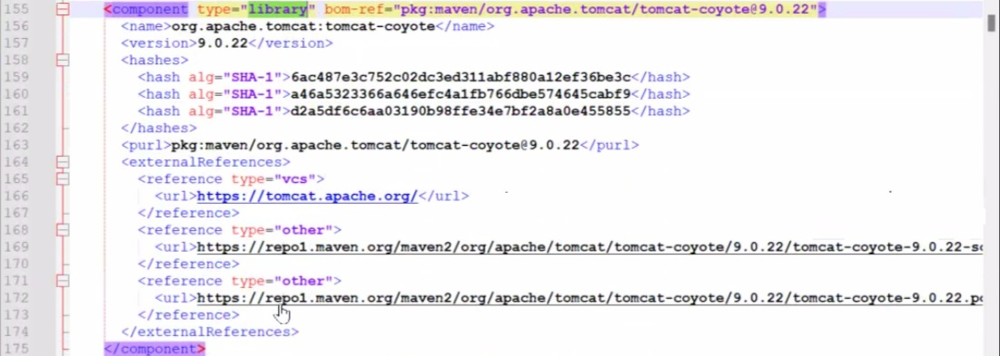 155 <component type="library" bom-ref="pkg:maven/org.apache.tomcat/tomcat-coyote@9.0.22">
156 <name>org.apache.tomcat:tomcat-coyote</name>
157 <version>9.0.22</version>
158 <hashes>
159 <hash alg="SHA-1">6ac487e3c752c02dc3ed311abf880a12ef36be3c</hash>
160 <hash alg="SHA-1">a46a5323366a646efc4a1fb766dbe574645cabf9</hash>
161 <hash alg="SHA-1">d2a5df6c6aa03190b98ffe34e7bf2a8a0e455855</hash>
162 </hashes>
163 <purl>pkg:maven/org.apache.tomcat/tomcat-coyote@9.0.22</purl>
164 <externalReferences>
165 <reference type="vcs">
166 <url>https://tomcat.apache.org/</url>
167 </reference>
168 <reference type="other">
169 <url>https://repo1.maven.org/maven2/org/apache/tomcat/tomcat-coyote/9.0.22/tomcat-coyote-9.0.22-so
170 </reference>
171 <reference type="other">
172 <url>https://repo1.maven.org/maven2/org/apache/tomcat/tomcat-coyote/9.0.22/tomcat-coyote-9.0.22.po
173 </reference>
174 </externalReferences>
175 </component>